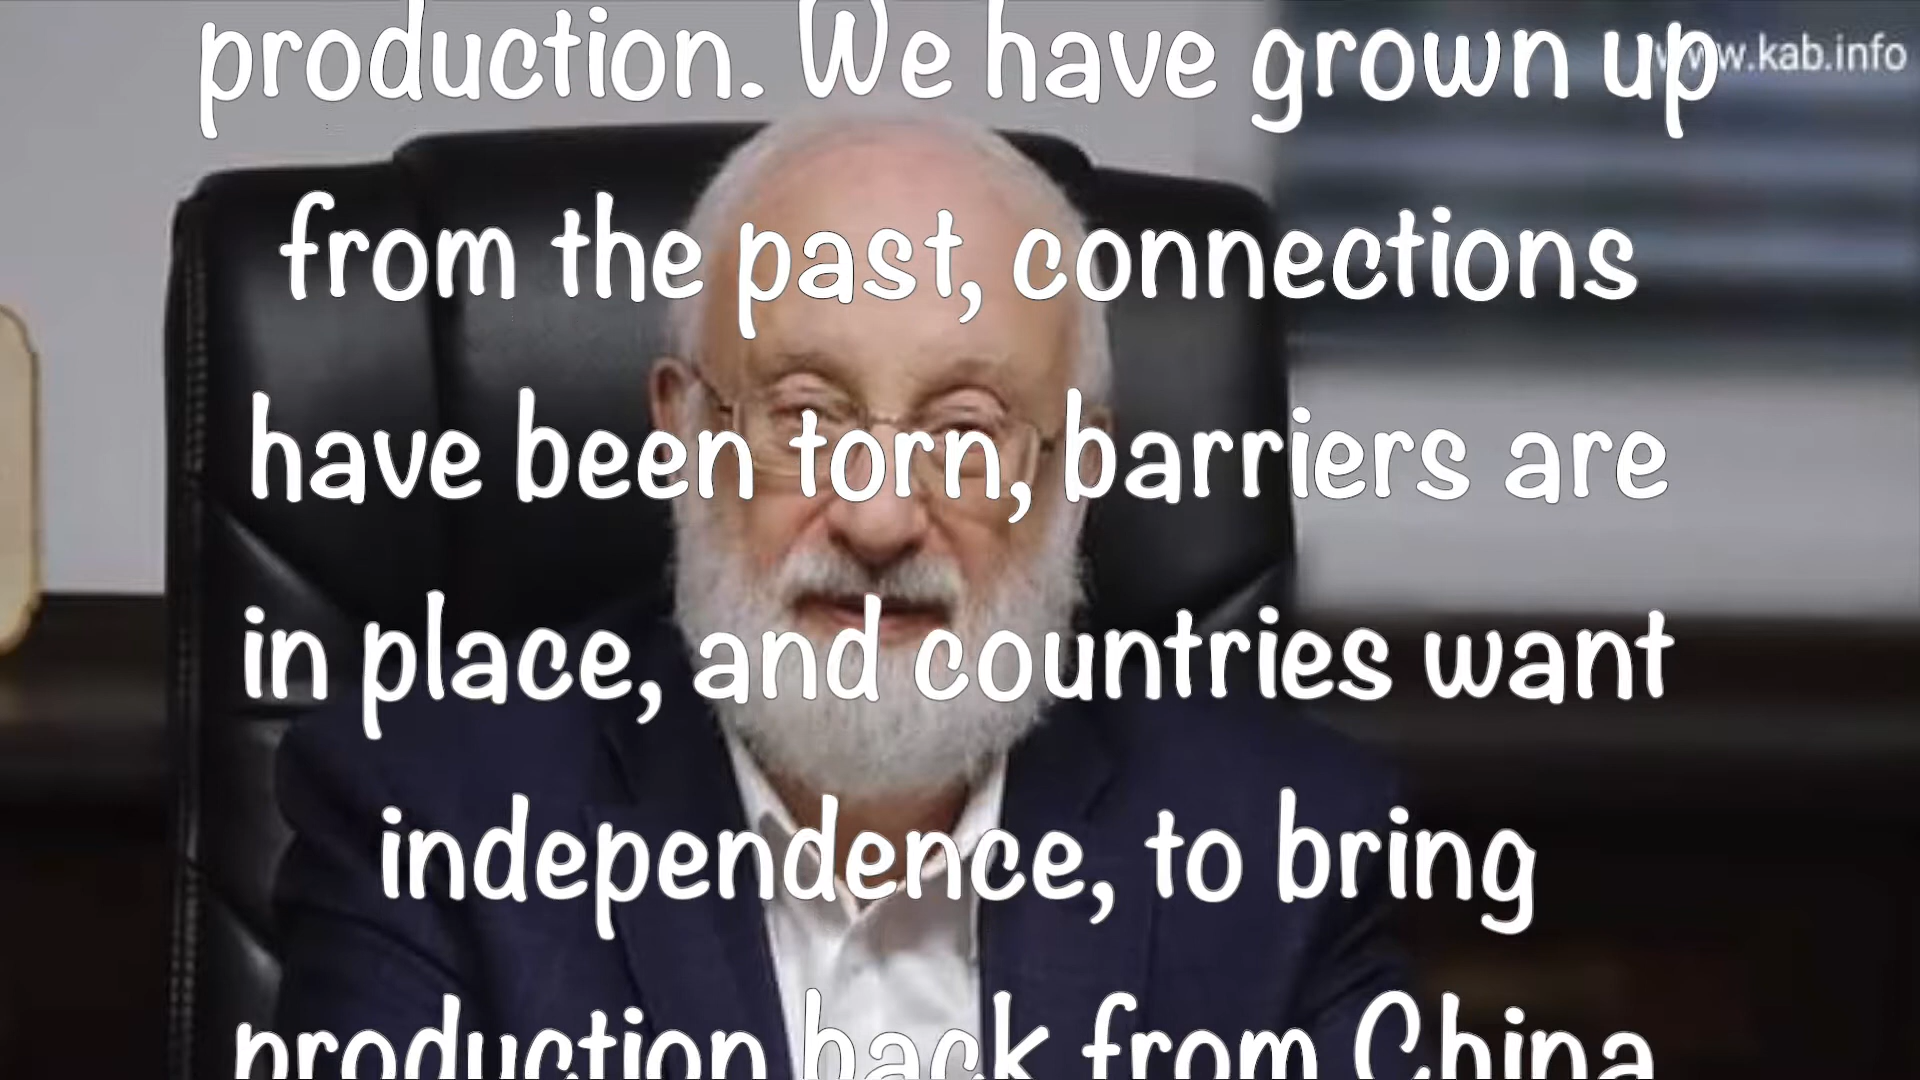 production. We have grown up
www.kab.info
from the past, connections
have been torn, barriers are
in place, and countries want
independence, to bring
production back from China